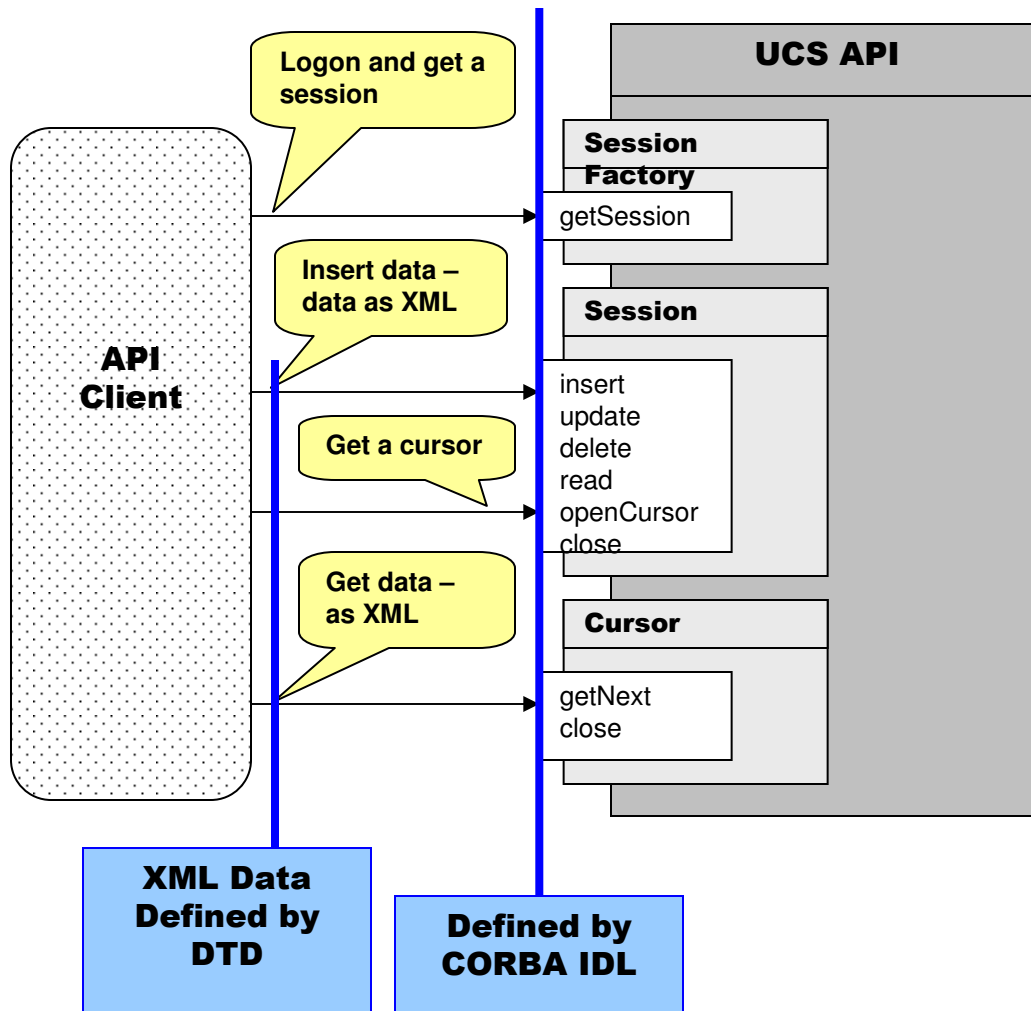 UCS API
Logon and get a
session
Session
Factory
getSession
Insert data –
data as XML
Session
API
Client
insert
update
delete
read
openCursor
close
Get a cursor
Get data –
as XML
Cursor
getNext
close
XML Data
Defined by
DTD
Defined by
CORBA IDL